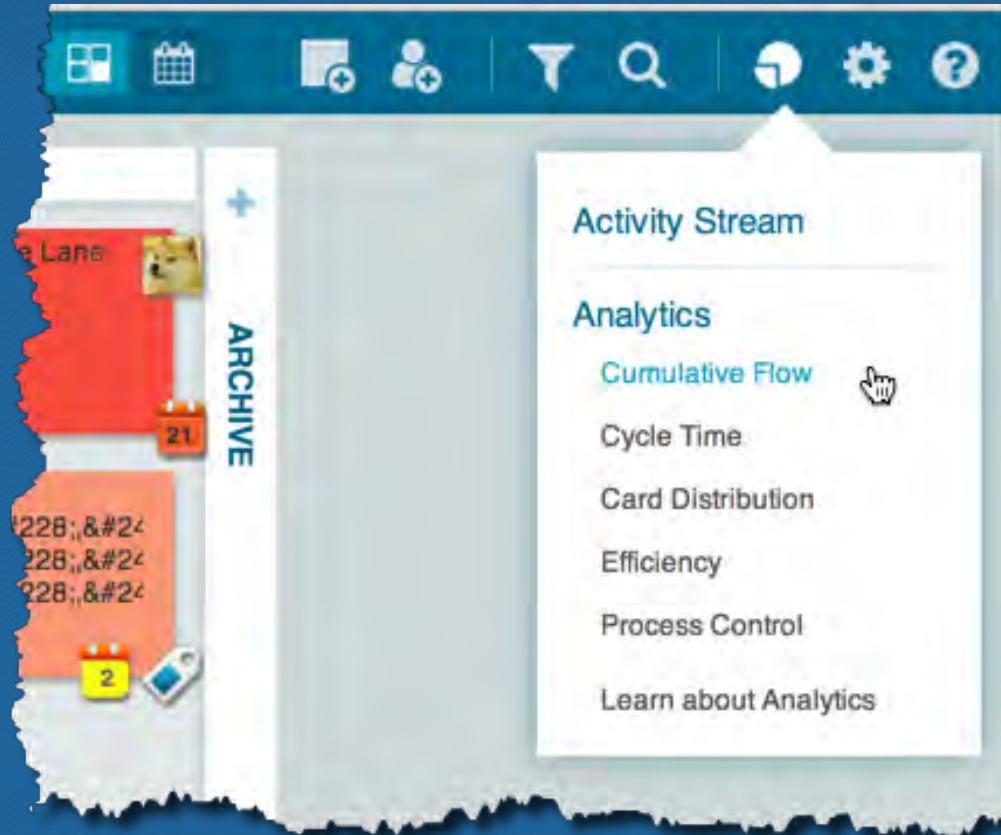 ?
e Lane
21
ARCHIVE
#228;,&#24
228;,&#24
228;,&#24
2
Activity Stream
Analytics
Cumulative Flow
Cycle Time
Card Distribution
Efficiency
Process Control
Learn about Analytics